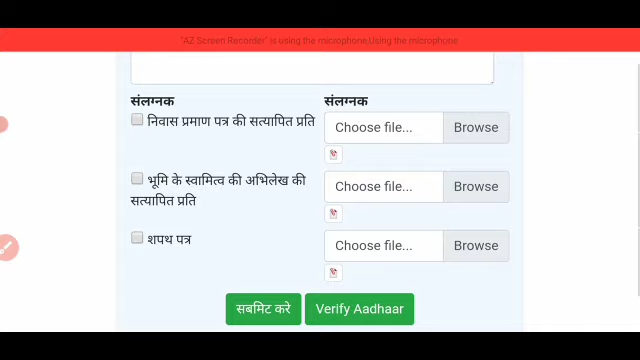 "AZ Screen Recorder" is using the microphone,Using the microphone
संलग्नक संलग्नक
निवास प्रमाण पत्र की सत्यापित प्रति Choose file... Browse
भूमि के स्वामित्व की अभिलेख की Choose file... Browse
सत्यापित प्रति
शपथ पत्र Choose file... Browse
सबमिट करे Verify Aadhaar